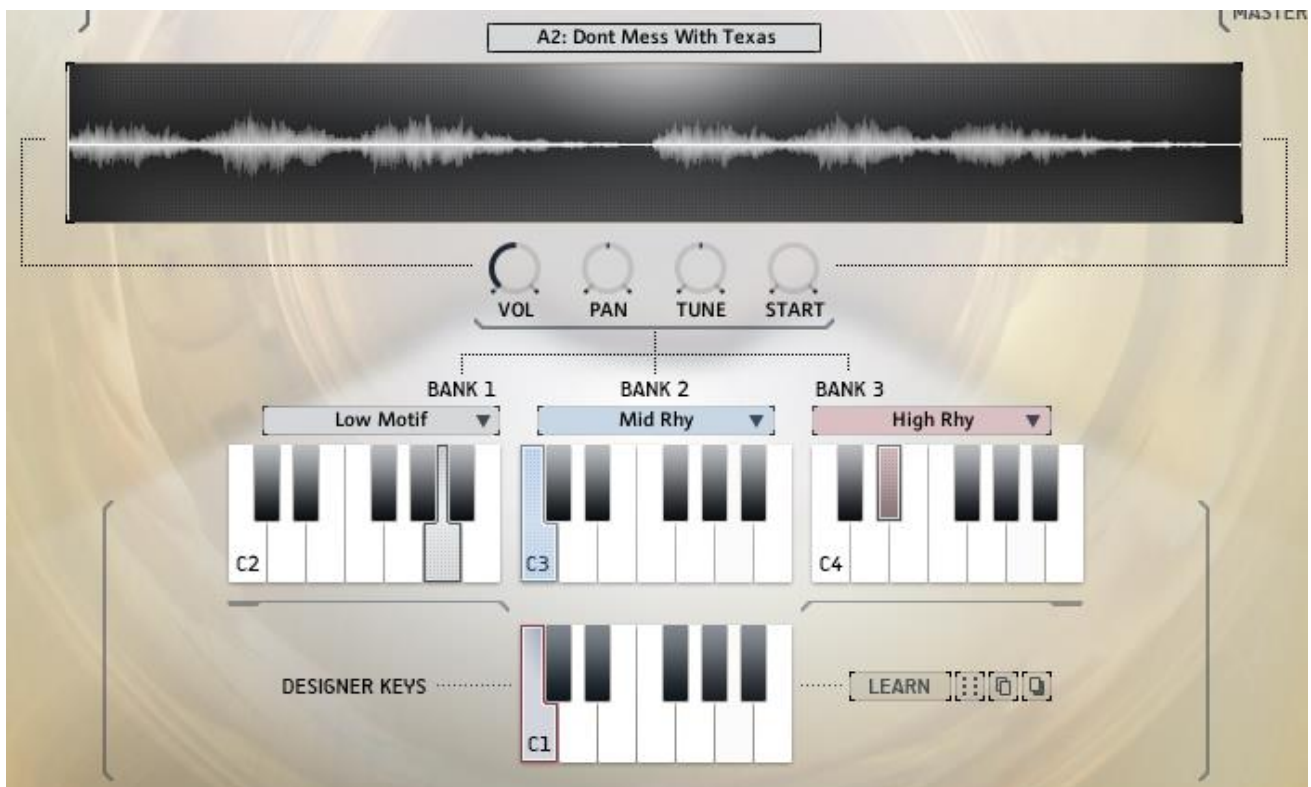 MASTER
A2: Dont Mess With Texas
VOL PAN TUNE START
BANK 1 BANK 2 BANK 3
Low Motif Mid Rhy High Rhy
C2 C3 C4
DESIGNER KEYS LEARN
C1